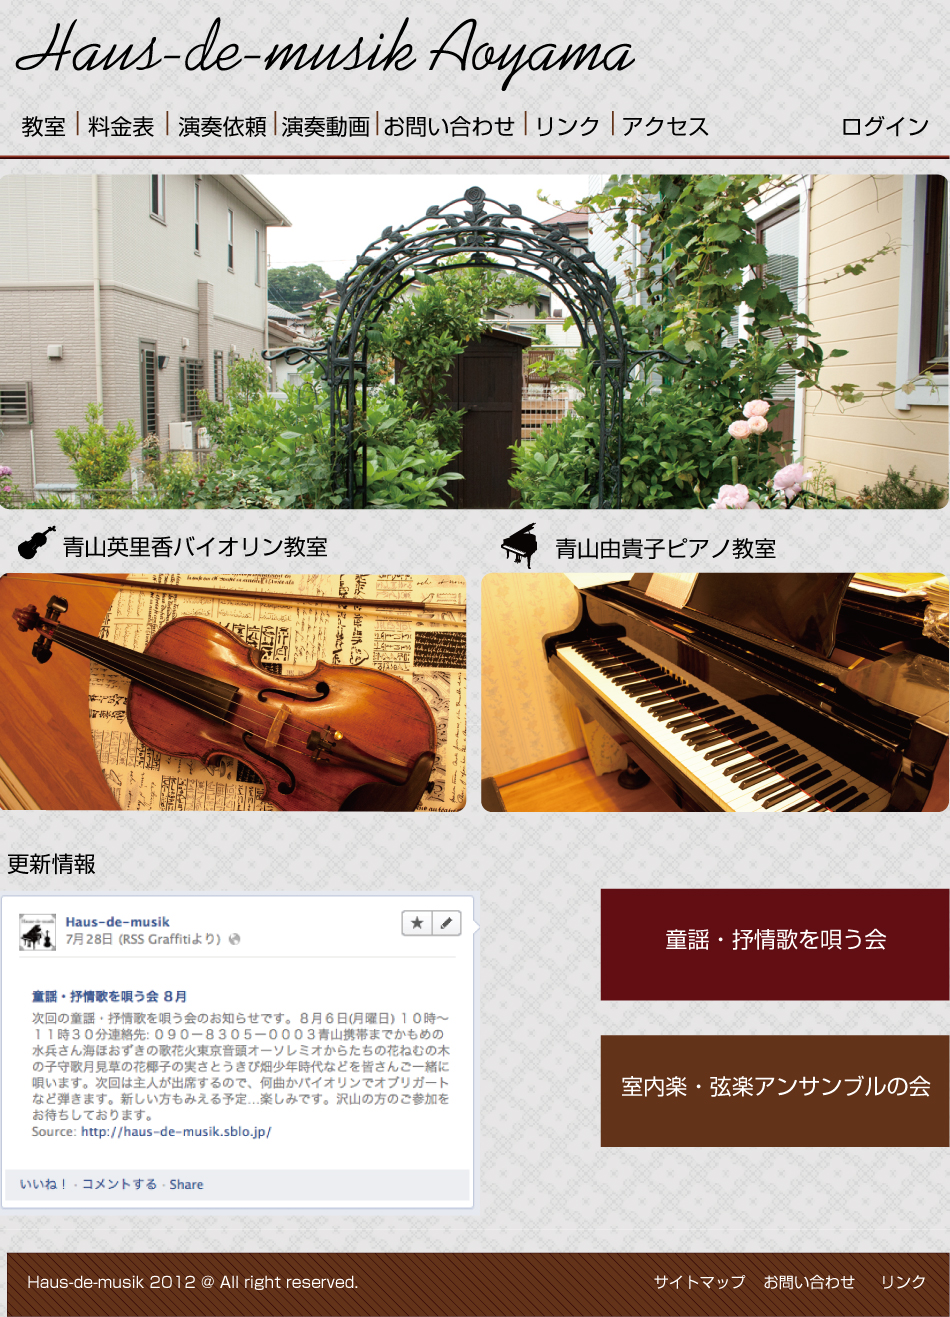 Haus-de-musik Aoyama
教室 料金表 演奏依頼 演奏動画 お問い合わせ リンク アクセス ログイン
青山英里香バイオリン教室
青山由貴子ピアノ教室
更新情報
Haus-de-musik
7月28日 (RSS Graffitiより)
童謡・抒情歌を唄う会 8月
次回の童謡・抒情歌を唄う会のお知らせです。8月6日(月曜日) 10時〜
11時30分連絡先: 090ー8305ー0003青山携帯までかもめの
水兵さん海ほおずきの歌花火東京音頭オーソレミオからたちの花ねむの木
の子守歌月見草の花椰子の実さとうきび畑少年時代などを皆さんご一緒に
唄います。次回は主人が出席するので、何曲かバイオリンでオブリガート
など弾きます。新しい方もみえる予定...楽しみです。沢山の方のご参加を
お待ちしております。
Source: http://haus-de-musik.sblo.jp/
いいね！ · コメントする · Share
童謡・抒情歌を唄う会
室内楽・弦楽アンサンブルの会
Haus-de-musik 2012 @ All right reserved.
サイトマップ お問い合わせ リンク